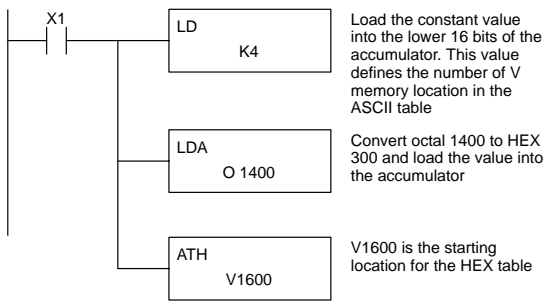 X1
LD
K4
Load the constant value
into the lower 16 bits of the
accumulator. This value
defines the number of V
memory location in the
ASCII table
LDA
O 1400
Convert octal 1400 to HEX
300 and load the value into
the accumulator
ATH
V1600
V1600 is the starting
location for the HEX table